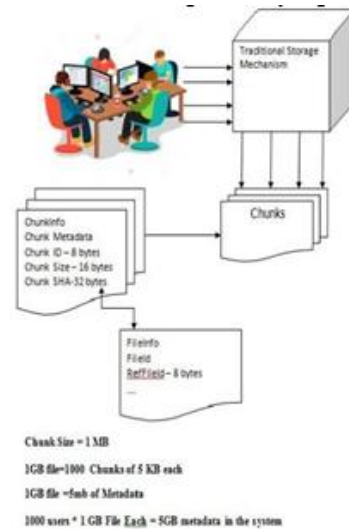 Traditional Storage
Mechanism
Chunks
ChunkInfo
Chunk Metadata
Chunk ID – 8 bytes
Chunk Size – 16 bytes
Chunk SHA-32 bytes
FileInfo
FileId
RefFileId – 8 bytes
....
Chunk Size = 1 MB
1GB file=1000 Chunks of 5 KB each
1GB file =5mb of Metadata
1000 users * 1 GB File Each = 5GB metadata in the system